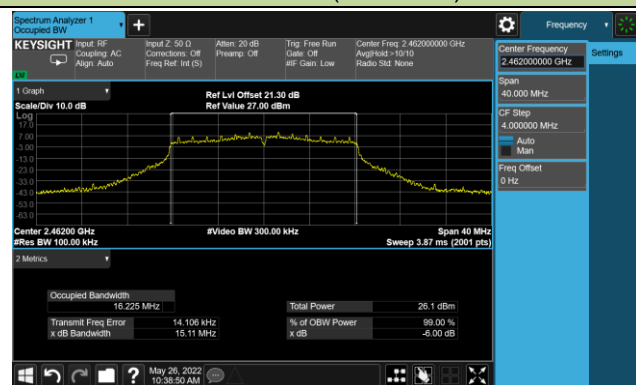 Spectrum Analyzer 1
Occupied BW
Frequency
KEYSIGHT
Input: RF
Coupling: AC
Align: Auto
Input Z: 50 Ω
Corrections: Off
Freq Ref: Int (S)
Atten: 20 dB
Preamp: Off
Trig: Free Run
Gate: Off
#IF Gain: Low
Center Freq: 2.462000000 GHz
Avg|Hold:>10/10
Radio Std: None
Center Frequency
2.462000000 GHz
Settings
Span
40.000 MHz
CF Step
4.000000 MHz
Auto
Man
Freq Offset
0 Hz
1 Graph
Scale/Div 10.0 dB
Ref Lvl Offset 21.30 dB
Ref Value 27.00 dBm
Log
17.0
7.00
-3.00
-13.0
-23.0
-33.0
-43.0
-53.0
-63.0
Center 2.46200 GHz
#Res BW 100.00 kHz
#Video BW 300.00 kHz
Span 40 MHz
Sweep 3.87 ms (2001 pts)
2 Metrics
Occupied Bandwidth
16.225 MHz
Total Power 26.1 dBm
Transmit Freq Error 14.106 kHz
% of OBW Power 99.00 %
x dB Bandwidth 15.11 MHz
x dB -6.00 dB
May 26, 2022
10:38:50 AM